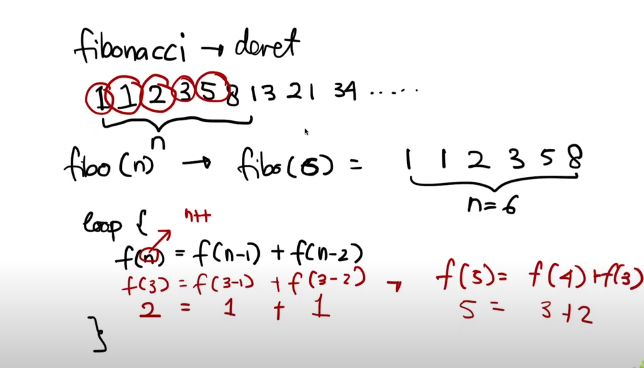 fibonacci → deret
1 1 2 3 5 8 13 21 34 .....
n
fibo(n) → fibo(6) = 1 1 2 3 5 8
n=6
loop {
n++
f(n) = f(n-1) + f(n-2)
f(3) = f(3-1) + f(3-2) → f(5) = f(4)+f(3)
2 = 1 + 1 5 = 3+2
}